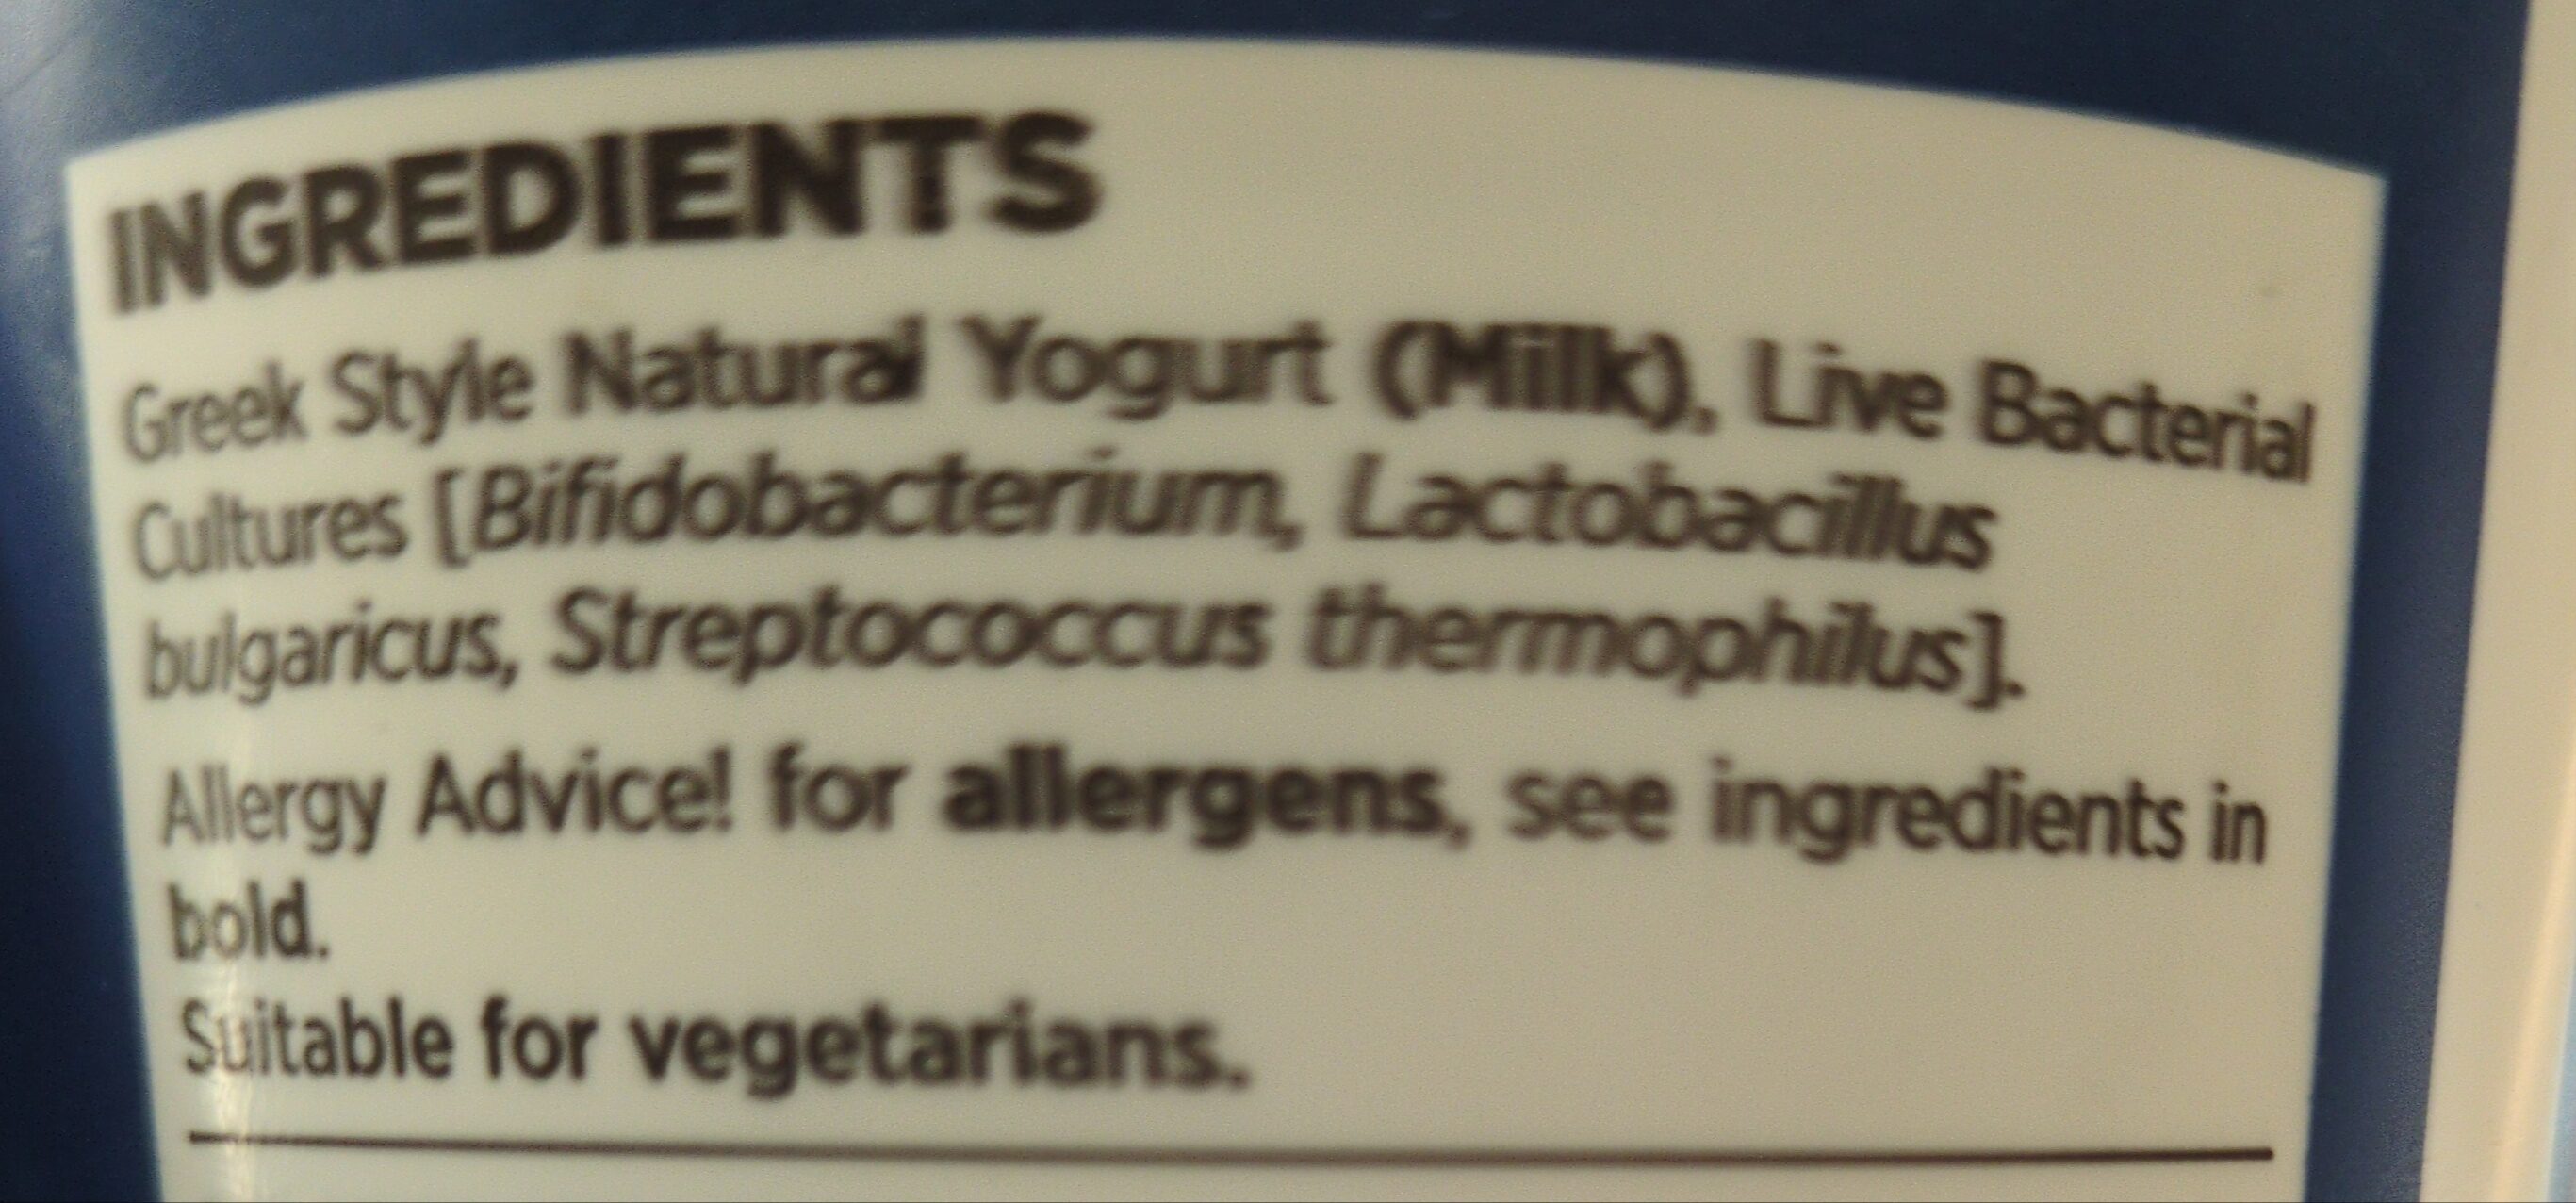 INGREDIENTS
Greek Style Natural Yogurt (Milk), Live Bacterial
Cultures [Bifidobacterium, Lactobacillus
bulgaricus, Streptococcus thermophilus].
Allergy Advice! for allergens, see ingredients in
bold.
Suitable for vegetarians.